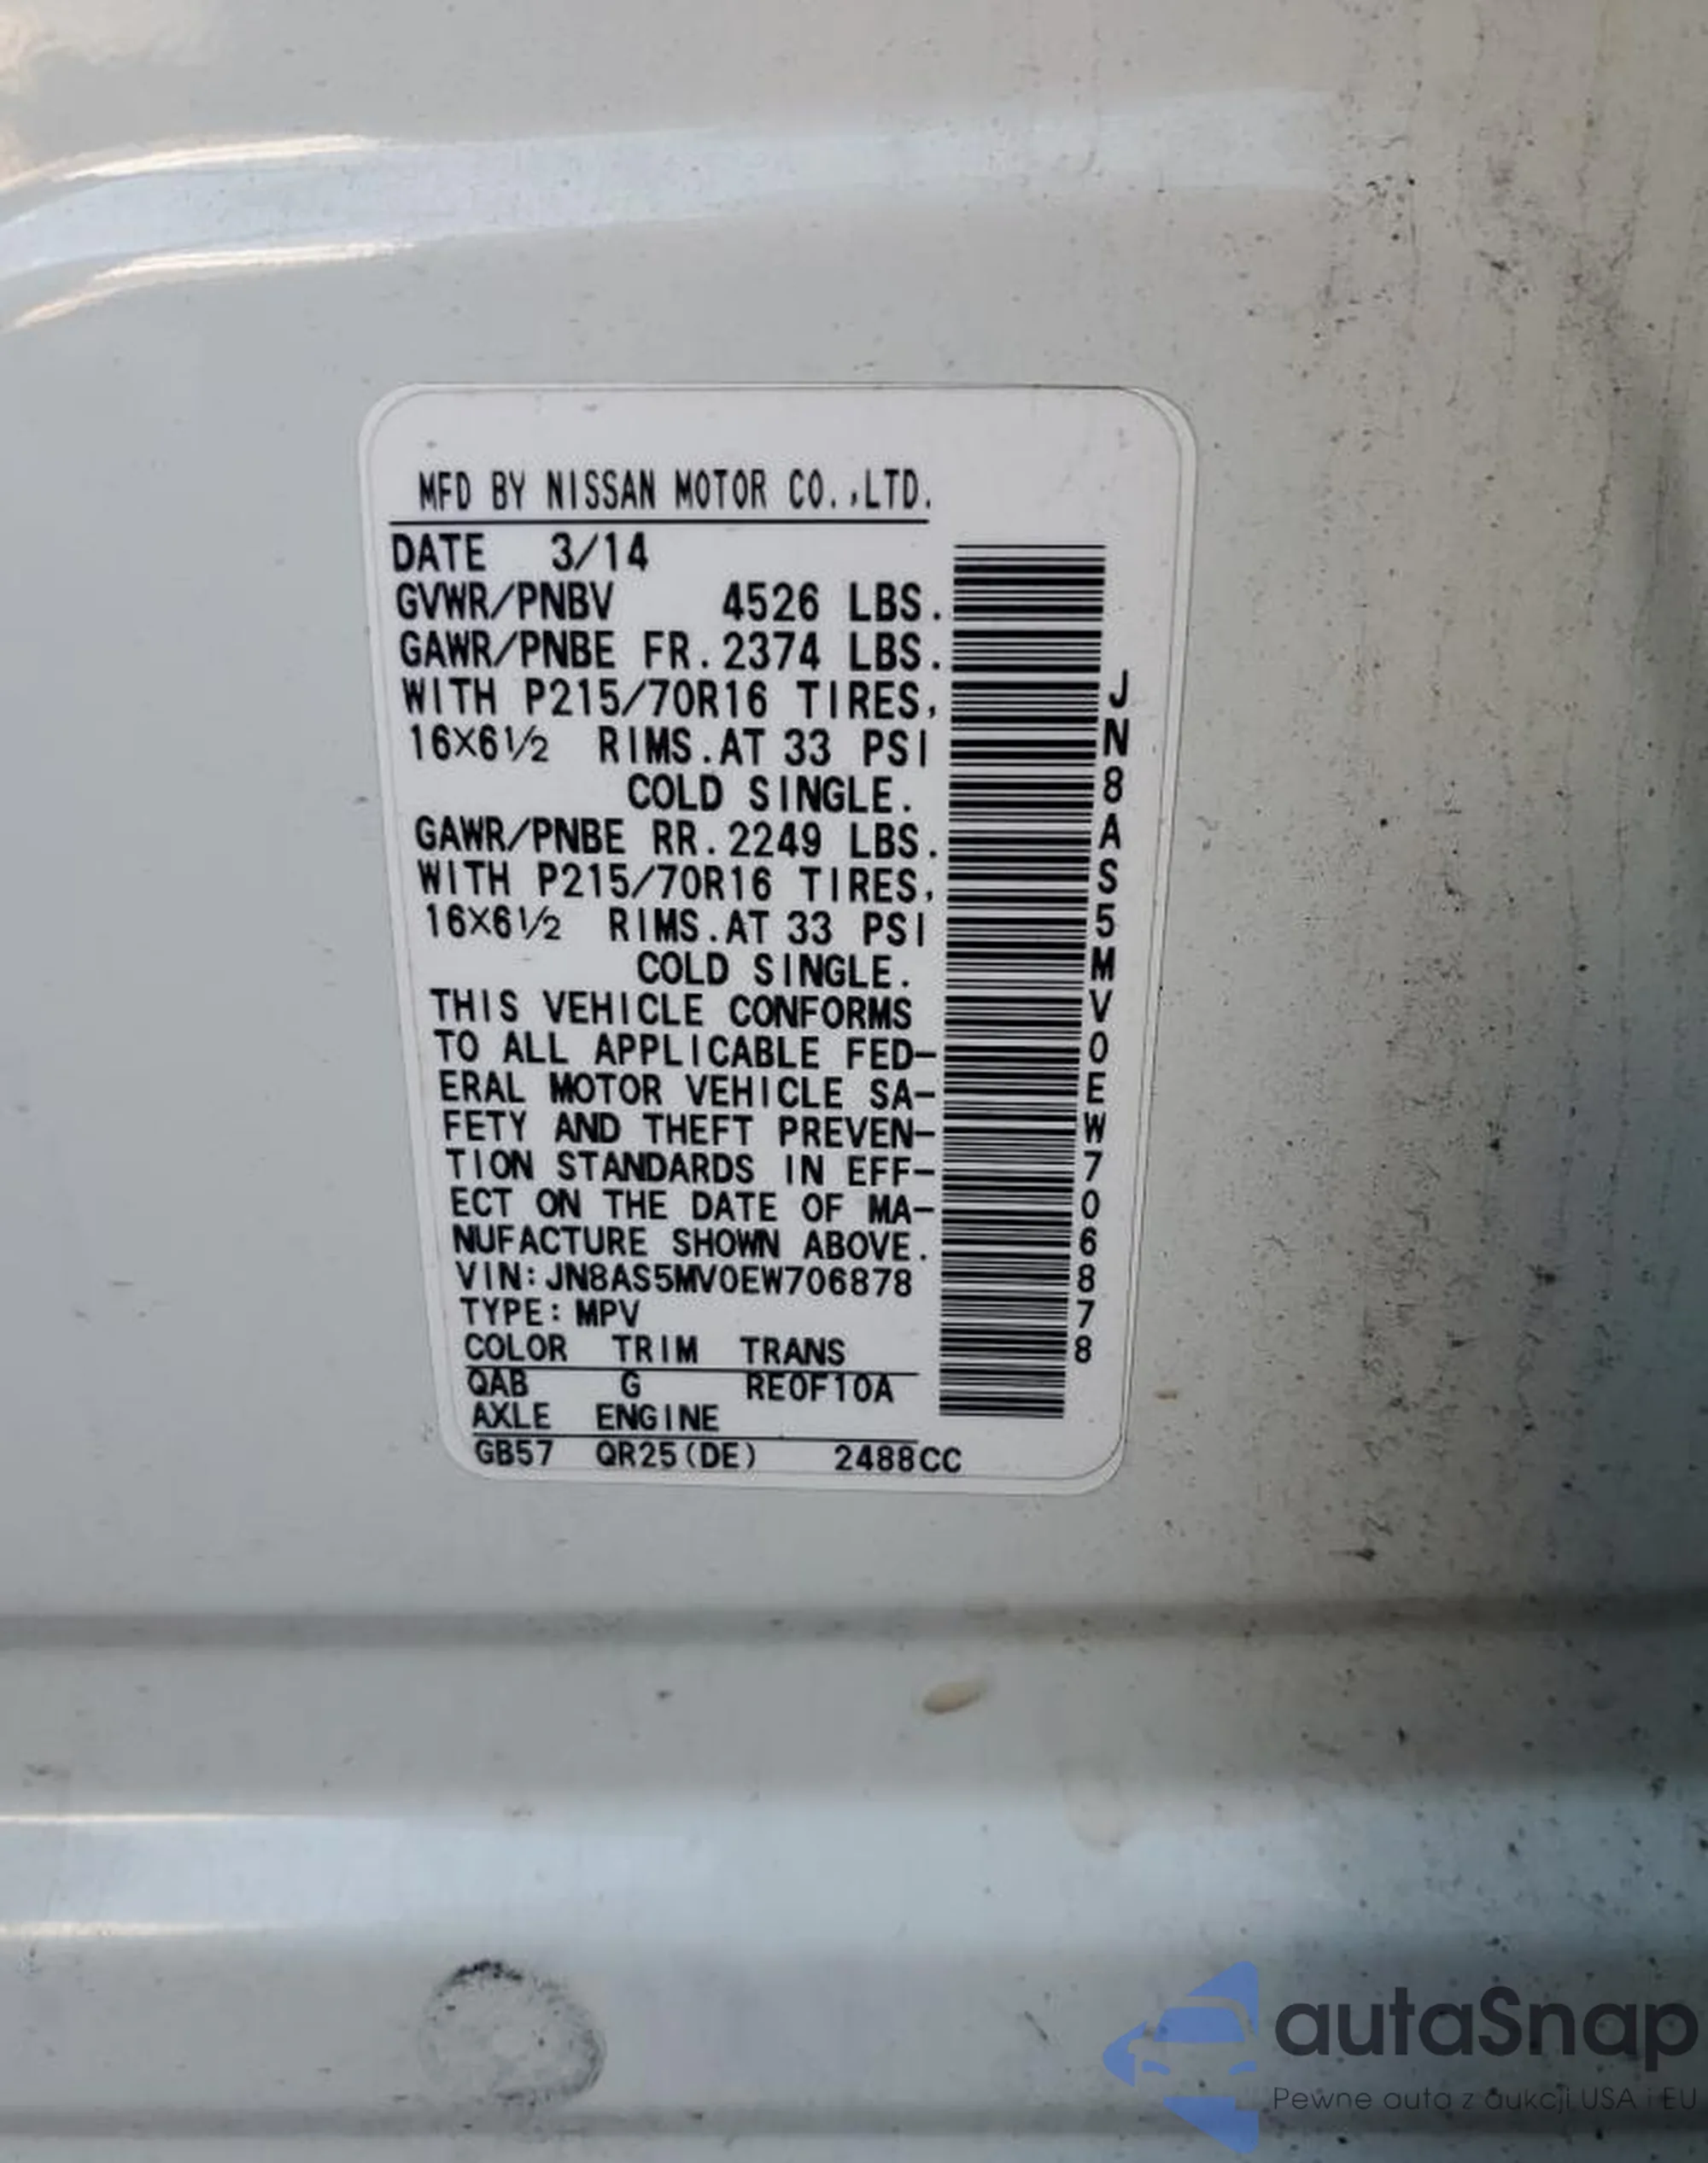 MFD BY NISSAN MOTOR CO.,LTD.
DATE 3/14
GVWR/PNBV 4526 LBS.
GAWR/PNBE FR.2374 LBS.
WITH P215/70R16 TIRES,
16X6½ RIMS.AT 33 PSI
COLD SINGLE.
GAWR/PNBE RR.2249 LBS.
WITH P215/70R16 TIRES,
16X6½ RIMS.AT 33 PSI
COLD SINGLE.
THIS VEHICLE CONFORMS
TO ALL APPLICABLE FED-
ERAL MOTOR VEHICLE SA-
FETY AND THEFT PREVEN-
TION STANDARDS IN EFF-
ECT ON THE DATE OF MA-
NUFACTURE SHOWN ABOVE.
VIN:JN8AS5MV0EW706878
TYPE:MPV
COLOR TRIM TRANS
QAB G RE0F10A
AXLE ENGINE
GB57 QR25(DE) 2488CC
JN8AS5MV0EW706878
autaSnap
Pewne auta z aukcji USA i EU